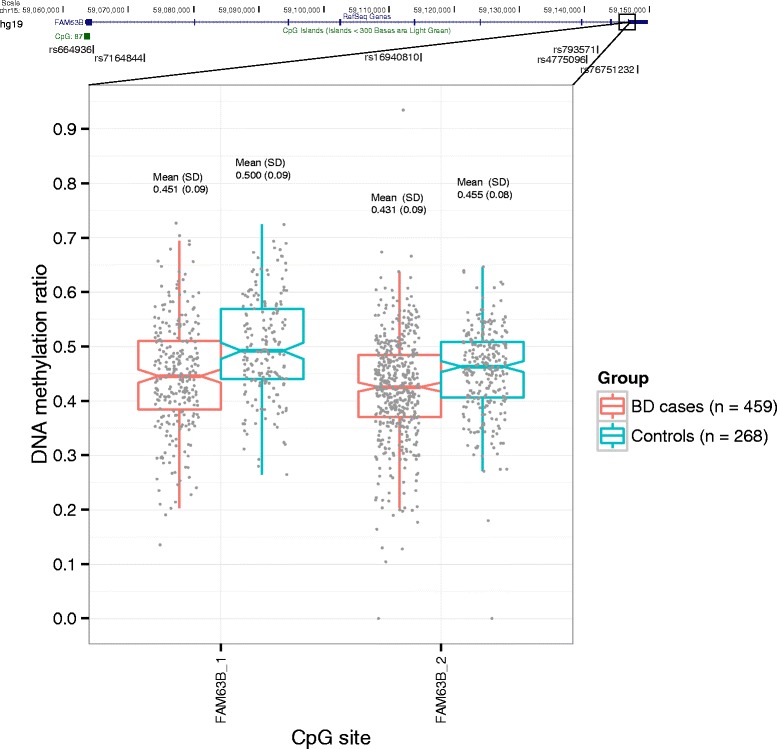 Scale
chr15: 59,060,000 59,070,000 59,080,000 59,090,000 59,100,000 59,110,000 59,120,000 59,130,000 59,140,000 59,150,000
hg19
RefSeq Genes
FAM63B
CpG Islands (Islands < 300 Bases are Light Green)
CpG: 87
rs664936
rs7164844
rs16940810
rs793571
rs4775096
rs76751232
Mean (SD)
0.451 (0.09)
Mean (SD)
0.500 (0.09)
Mean (SD)
0.431 (0.09)
Mean (SD)
0.455 (0.08)
DNA methylation ratio
0.9
0.8
0.7
0.6
0.5
0.4
0.3
0.2
0.1
0.0
FAM63B_1
FAM63B_2
CpG site
Group
BD cases (n = 459)
Controls (n = 268)